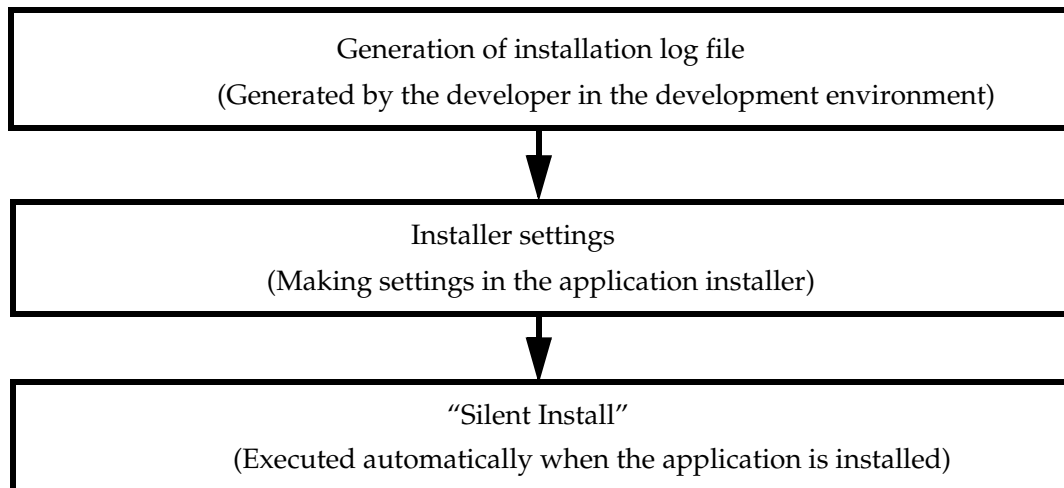 Generation of installation log file
(Generated by the developer in the development environment)
Installer settings
(Making settings in the application installer)
“Silent Install”
(Executed automatically when the application is installed)